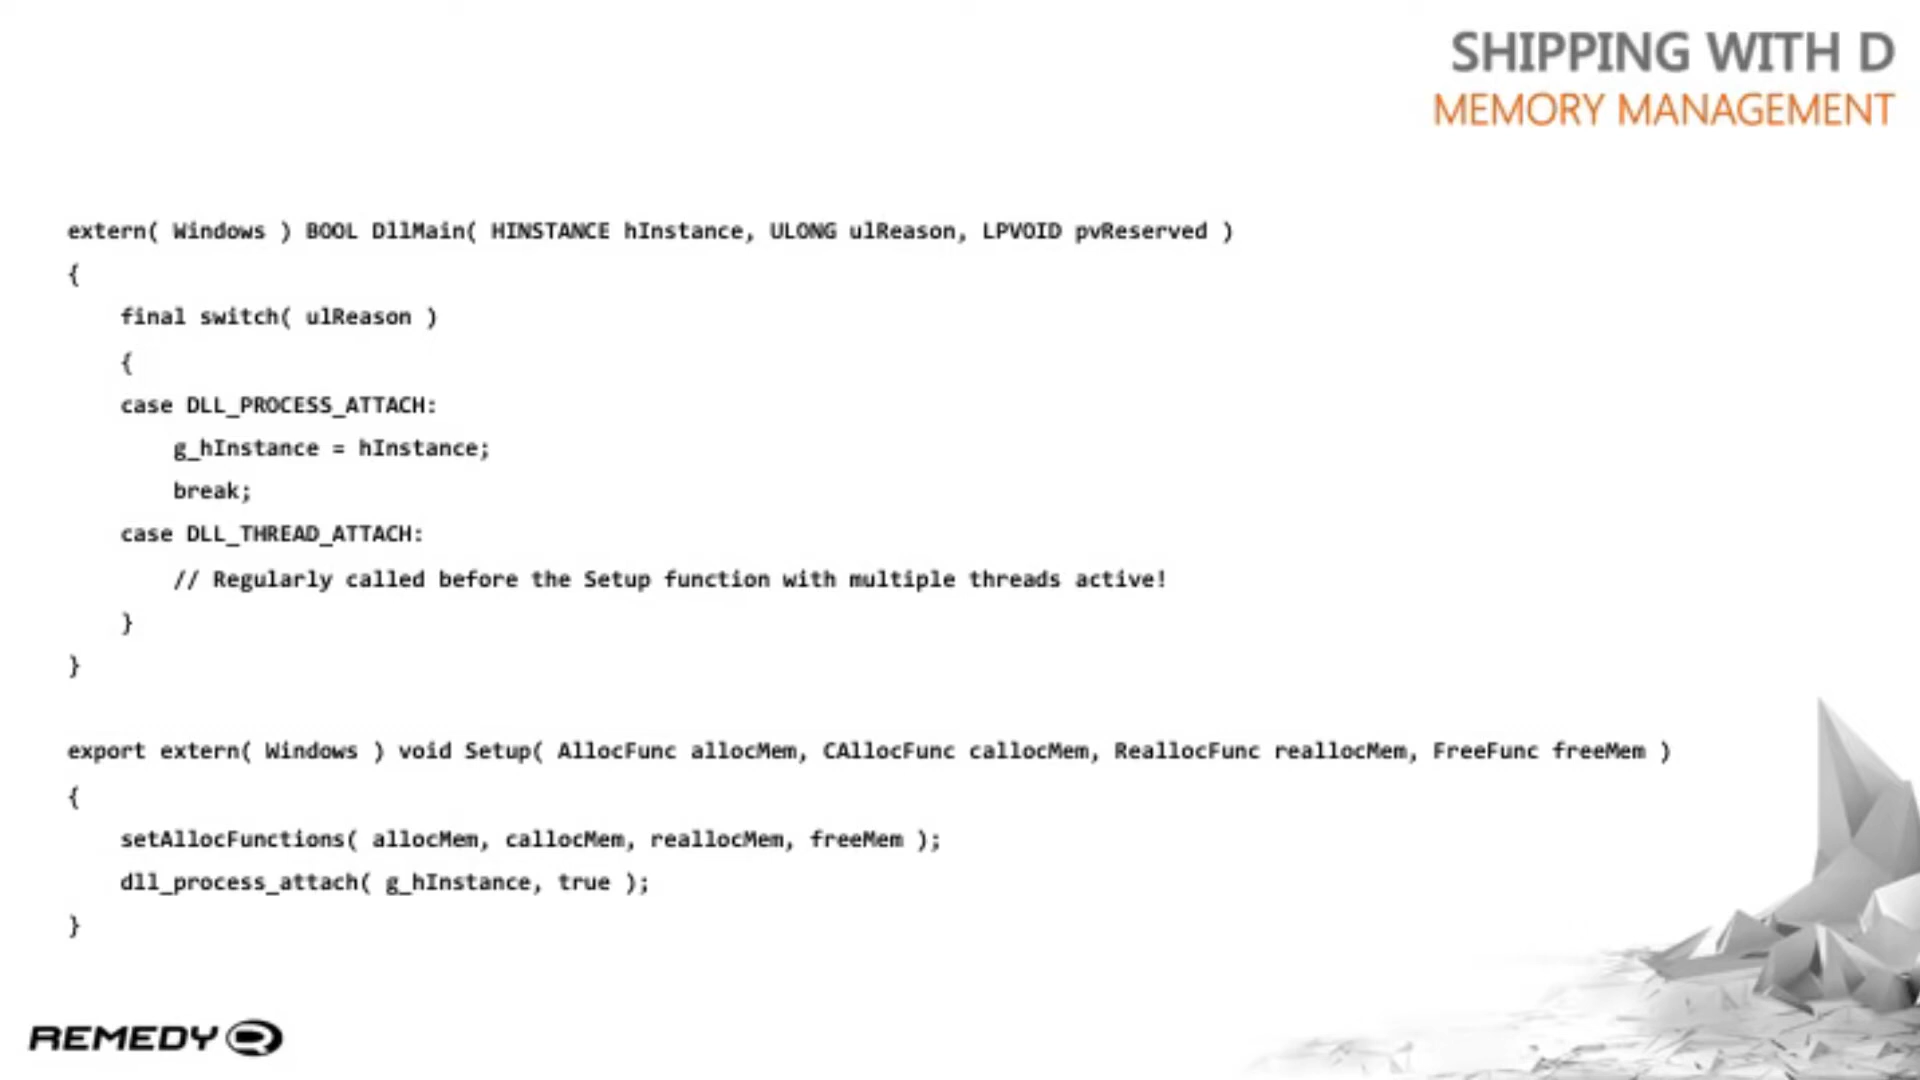 SHIPPING WITH D
MEMORY MANAGEMENT
extern( Windows ) BOOL DllMain( HINSTANCE hInstance, ULONG ulReason, LPVOID pvReserved )
{
    final switch( ulReason )
    {
    case DLL_PROCESS_ATTACH:
        g_hInstance = hInstance;
        break;
    case DLL_THREAD_ATTACH:
        // Regularly called before the Setup function with multiple threads active!
    }
}
export extern( Windows ) void Setup( AllocFunc allocMem, CAllocFunc callocMem, ReallocFunc reallocMem, FreeFunc freeMem )
{
    setAllocFunctions( allocMem, callocMem, reallocMem, freeMem );
    dll_process_attach( g_hInstance, true );
}
REMEDY